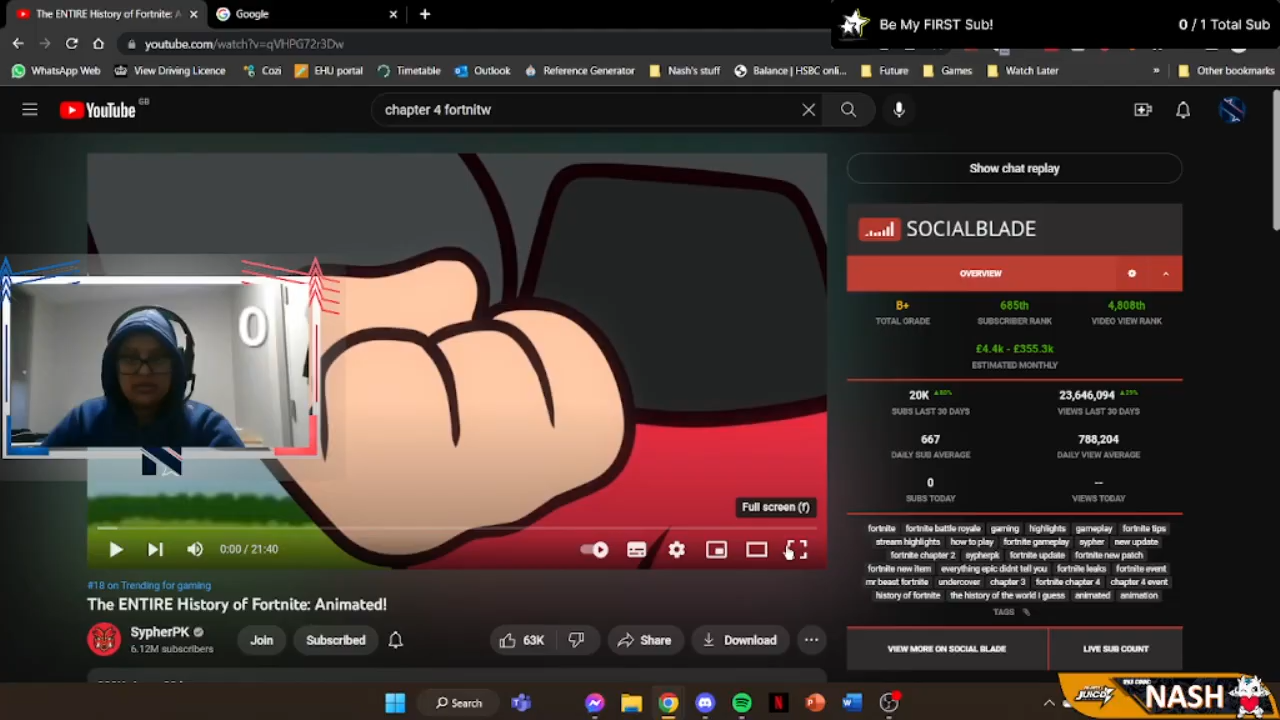 The ENTIRE History of Fortnite: A
Google
Be My FIRST Sub!
0 / 1 Total Sub
youtube.com/watch?v=qVHPG72r3Dw
WhatsApp Web
View Driving Licence
Cozi
EHU portal
Timetable
Outlook
Reference Generator
Nash's stuff
Balance | HSBC onli...
Future
Games
Watch Later
»
Other bookmarks
YouTube GB
chapter 4 fortnitw
Show chat replay
SOCIALBLADE
OVERVIEW
B+
685th
4,808th
TOTAL GRADE
SUBSCRIBER RANK
VIDEO VIEW RANK
£4.4k - £355.3k
ESTIMATED MONTHLY
20K
23,646,094
SUBS LAST 30 DAYS
VIEWS LAST 30 DAYS
667
788,204
DAILY SUB AVERAGE
DAILY VIEW AVERAGE
0
--
SUBS TODAY
VIEWS TODAY
fortnite fortnite battle royale gaming highlights gameplay fortnite tips
stream highlights how to play fortnite gameplay sypher new update
fortnite chapter 2 sypherpk fortnite update fortnite new patch
fortnite new item everything epic didnt tell you fortnite leaks fortnite event
mr beast fortnite undercover chapter 3 fortnite chapter 4 chapter 4 event
history of fortnite the history of the world i guess animated animation
TAGS
VIEW MORE ON SOCIAL BLADE
LIVE SUB COUNT
0
Full screen (f)
0:00 / 21:40
#18 on Trending for gaming
The ENTIRE History of Fortnite: Animated!
SypherPK
6.12M subscribers
Join
Subscribed
63K
Share
Download
Search
NASH